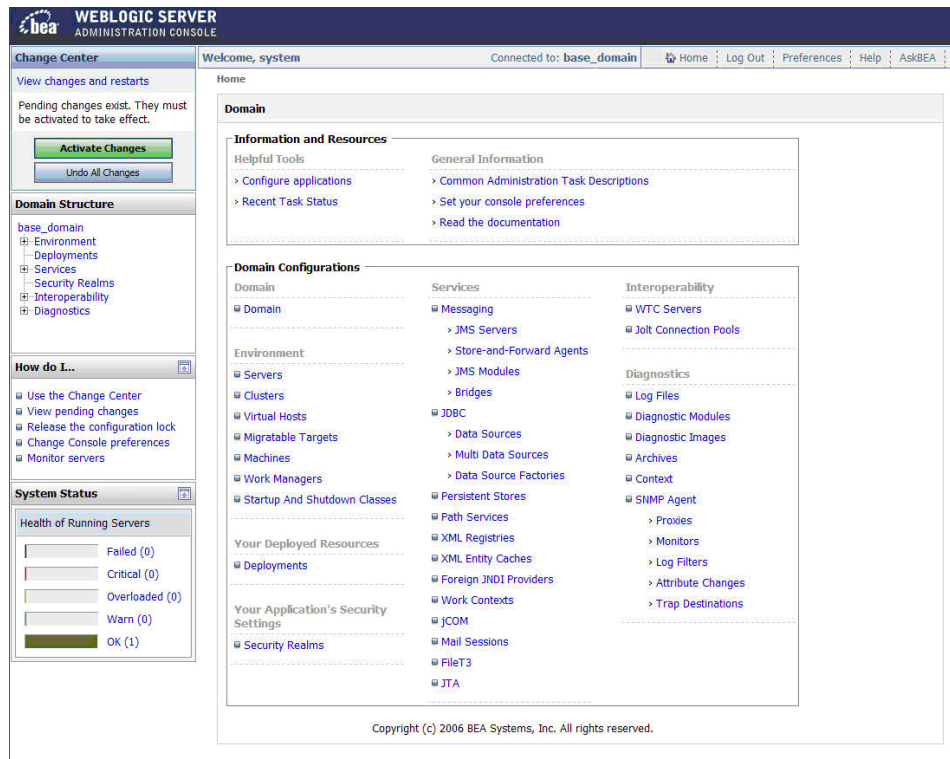 bea
WEBLOGIC SERVER
ADMINISTRATION CONSOLE
Change Center
View changes and restarts
Pending changes exist. They must
be activated to take effect.
Activate Changes
Undo All Changes
Domain Structure
base_domain
Environment
Deployments
Services
Security Realms
Interoperability
Diagnostics
How do I...
Use the Change Center
View pending changes
Release the configuration lock
Change Console preferences
Monitor servers
System Status
Health of Running Servers
Failed (0)
Critical (0)
Overloaded (0)
Warn (0)
OK (1)
Welcome, system
Connected to: base_domain
Home
Log Out
Preferences
Help
AskBEA
Home
Domain
Information and Resources
Helpful Tools
› Configure applications
› Recent Task Status
General Information
› Common Administration Task Descriptions
› Set your console preferences
› Read the documentation
Domain Configurations
Domain
Domain
Environment
Servers
Clusters
Virtual Hosts
Migratable Targets
Machines
Work Managers
Startup And Shutdown Classes
Your Deployed Resources
Deployments
Your Application's Security
Settings
Security Realms
Services
Messaging
› JMS Servers
› Store-and-Forward Agents
› JMS Modules
› Bridges
JDBC
› Data Sources
› Multi Data Sources
› Data Source Factories
Persistent Stores
Path Services
XML Registries
XML Entity Caches
Foreign JNDI Providers
Work Contexts
jCOM
Mail Sessions
FileT3
JTA
Interoperability
WTC Servers
Jolt Connection Pools
Diagnostics
Log Files
Diagnostic Modules
Diagnostic Images
Archives
Context
SNMP Agent
› Proxies
› Monitors
› Log Filters
› Attribute Changes
› Trap Destinations
Copyright (c) 2006 BEA Systems, Inc. All rights reserved.